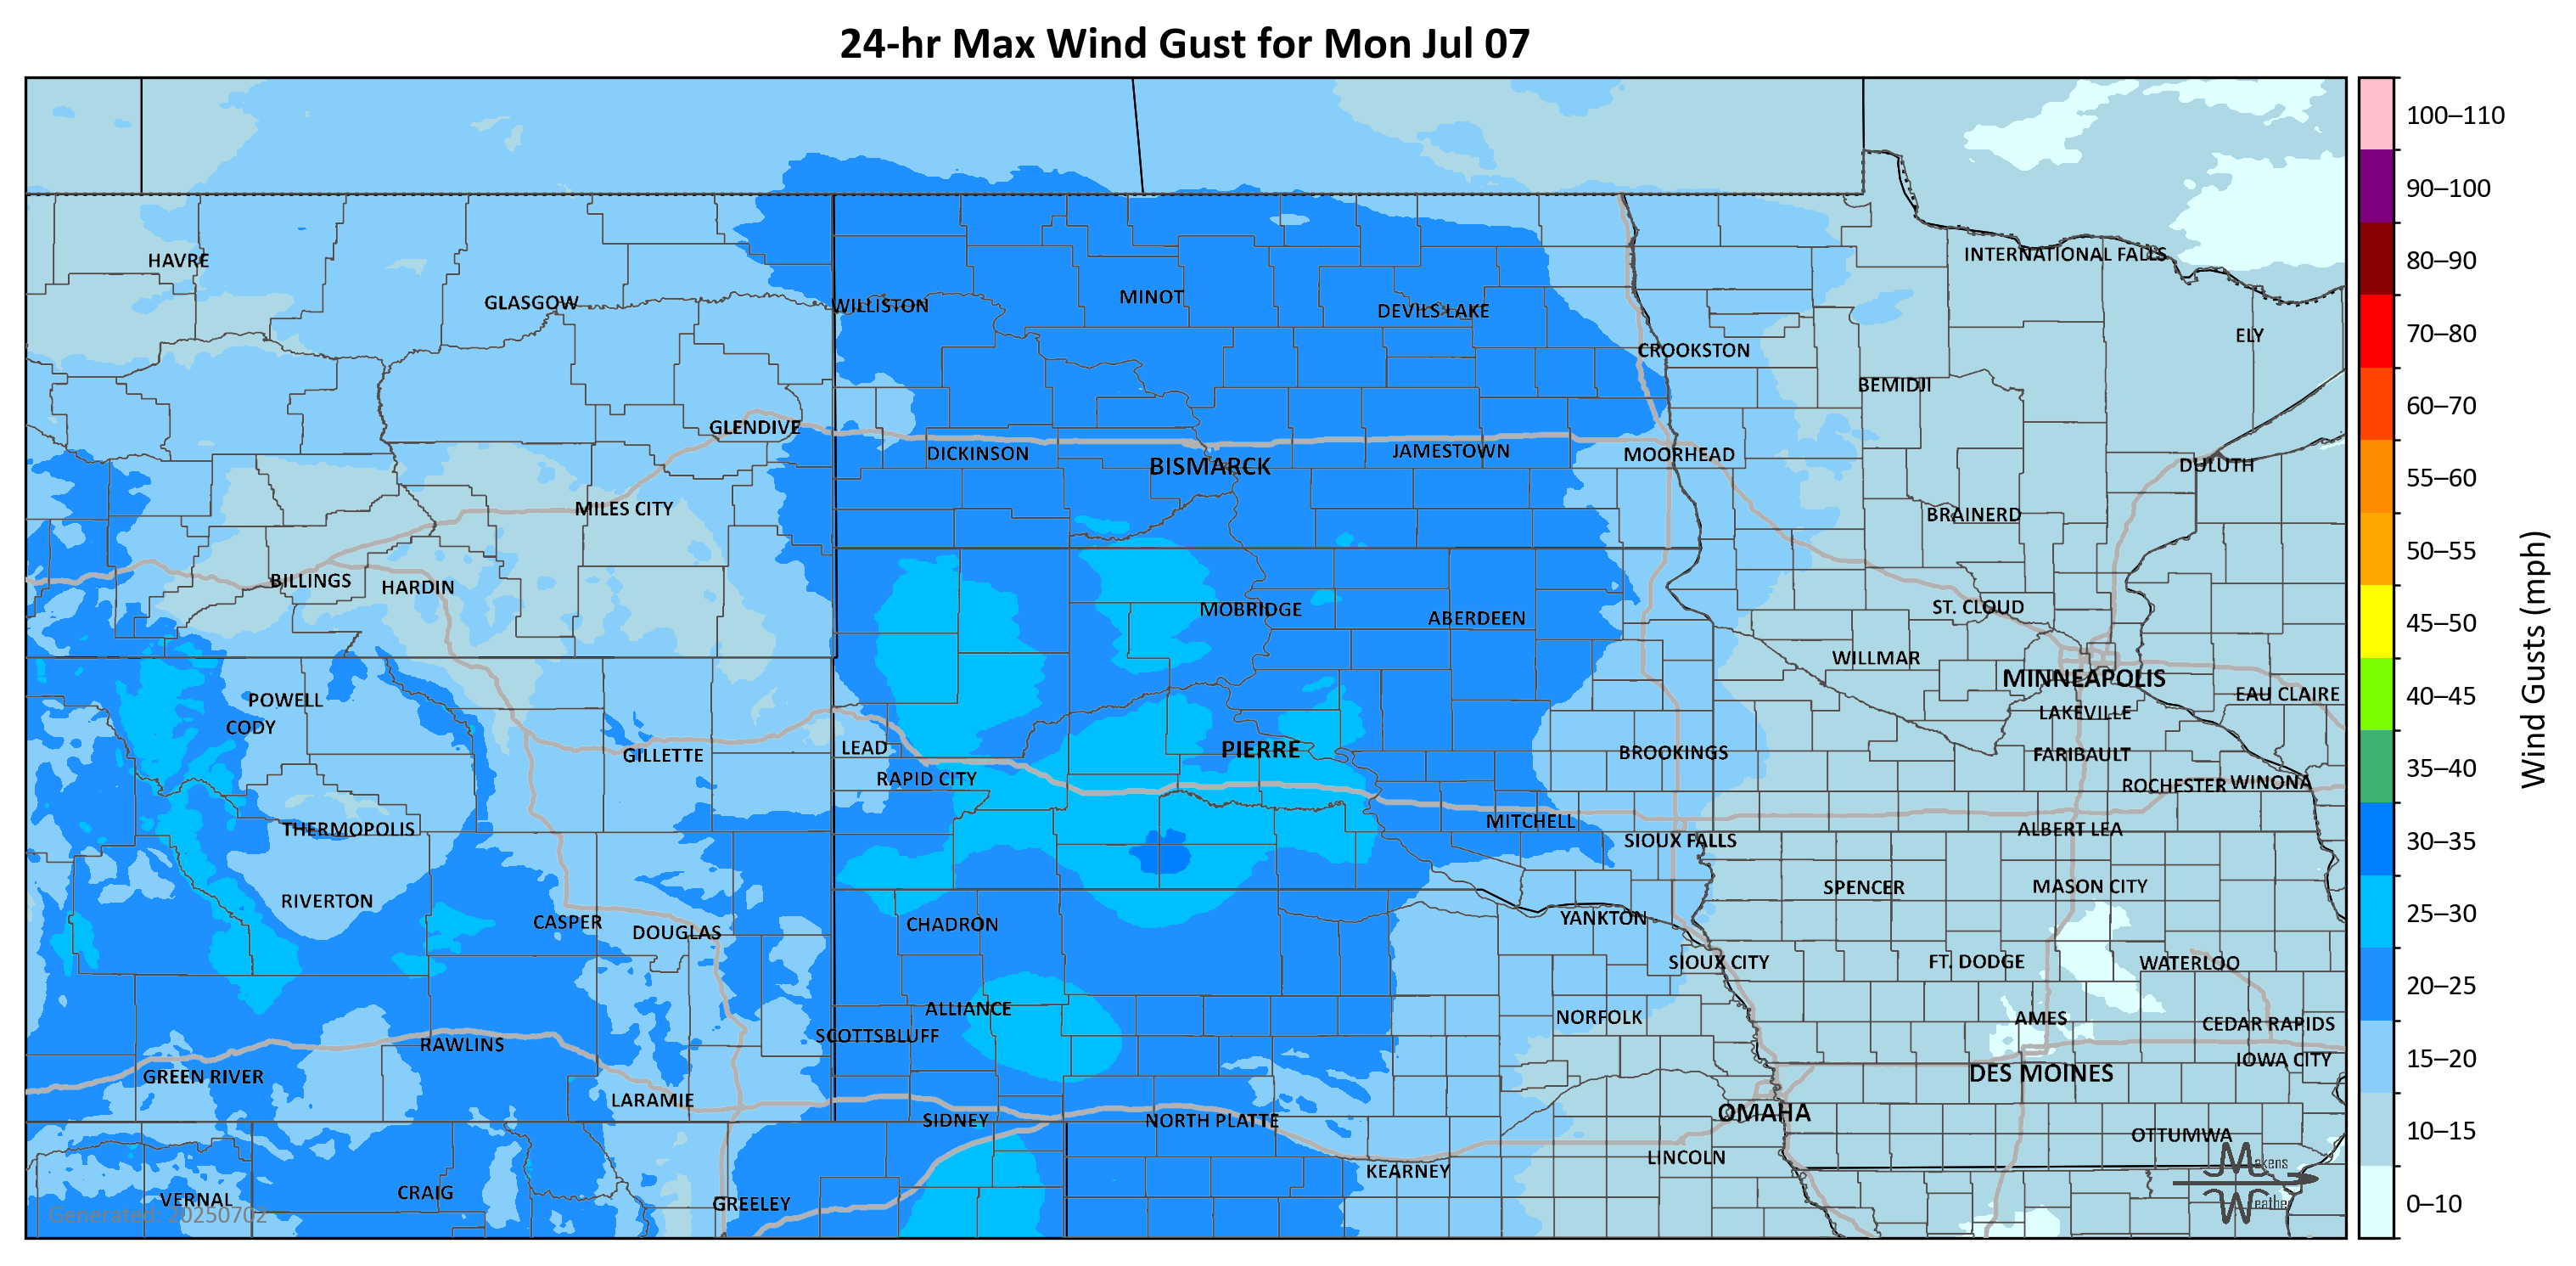 24-hr Max Wind Gust for Mon Jul 07
100–110
90–100
80–90
70–80
60–70
55–60
50–55
45–50
40–45
35–40
30–35
25–30
20–25
15–20
10–15
0–10
Wind Gusts (mph)
HAVRE
GLASGOW
WILLISTON
MINOT
DEVILS LAKE
CROOKSTON
INTERNATIONAL FALLS
ELY
BEMIDJI
GLENDIVE
DICKINSON
BISMARCK
JAMESTOWN
MOORHEAD
DULUTH
MILES CITY
BRAINERD
BILLINGS
HARDIN
MOBRIDGE
ABERDEEN
ST. CLOUD
WILLMAR
MINNEAPOLIS
EAU CLAIRE
POWELL
CODY
LAKEVILLE
GILLETTE
LEAD
PIERRE
BROOKINGS
FARIBAULT
RAPID CITY
ROCHESTER
WINONA
THERMOPOLIS
MITCHELL
SIOUX FALLS
ALBERT LEA
RIVERTON
CASPER
DOUGLAS
CHADRON
YANKTON
SPENCER
MASON CITY
SIOUX CITY
FT. DODGE
WATERLOO
ALLIANCE
SCOTTSBLUFF
NORFOLK
AMES
CEDAR RAPIDS
RAWLINS
IOWA CITY
GREEN RIVER
DES MOINES
LARAMIE
SIDNEY
NORTH PLATTE
OMAHA
OTTUMWA
KEARNEY
LINCOLN
VERNAL
CRAIG
GREELEY
Generated: 20250702
Makens
Weather